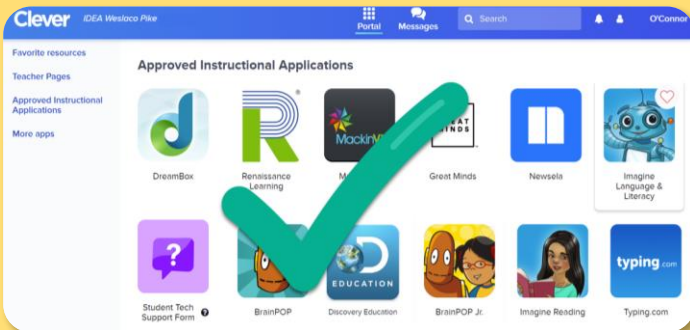 Clever IDEA Weslaco Pike Portal Messages Search O'Connor
Favorite resources
Teacher Pages
Approved Instructional
Applications
More apps
Approved Instructional Applications
DreamBox
Renaissance
Learning
Great Minds
Newsela
Imagine
Language &
Literacy
?
Student Tech
Support Form ?
BrainPOP
EDUCATION
Discovery Education
BrainPOP Jr.
Imagine Reading
typing.com
Typing.com